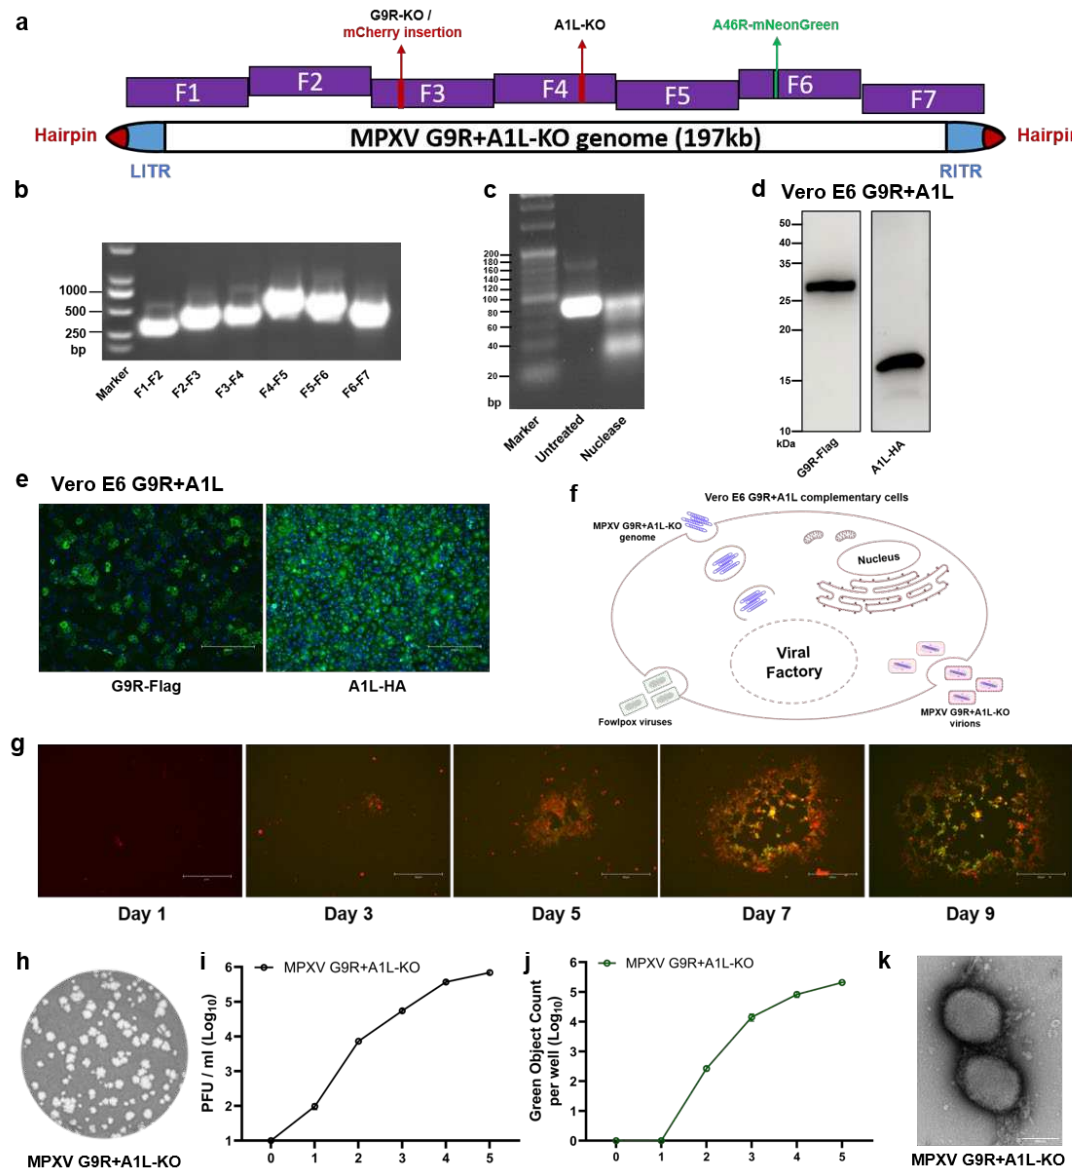 a
G9R-KO /
mCherry insertion
A1L-KO
A46R-mNeonGreen
F1
F2
F3
F4
F5
F6
F7
Hairpin
MPXV G9R+A1L-KO genome (197kb)
Hairpin
LITR
RITR
b
1000
500
250
bp
Marker
F1-F2
F2-F3
F3-F4
F4-F5
F5-F6
F6-F7
c
200
180
160
140
120
100
80
60
40
20
bp
Marker
Untreated
Nuclease
d
Vero E6 G9R+A1L
50
40
35
25
20
15
10
kDa
G9R-Flag
A1L-HA
e
Vero E6 G9R+A1L
G9R-Flag
A1L-HA
f
Vero E6 G9R+A1L complementary cells
MPXV G9R+A1L-KO
genome
Nucleus
Viral
Factory
Fowlpox viruses
MPXV G9R+A1L-KO
virions
g
Day 1
Day 3
Day 5
Day 7
Day 9
h
MPXV G9R+A1L-KO
i
MPXV G9R+A1L-KO
PFU / ml (Log10)
6
5
4
3
2
1
0
1
2
3
4
5
j
MPXV G9R+A1L-KO
Green Object Count
per well (Log10)
6
5
4
3
2
1
0
0
1
2
3
4
5
k
MPXV G9R+A1L-KO